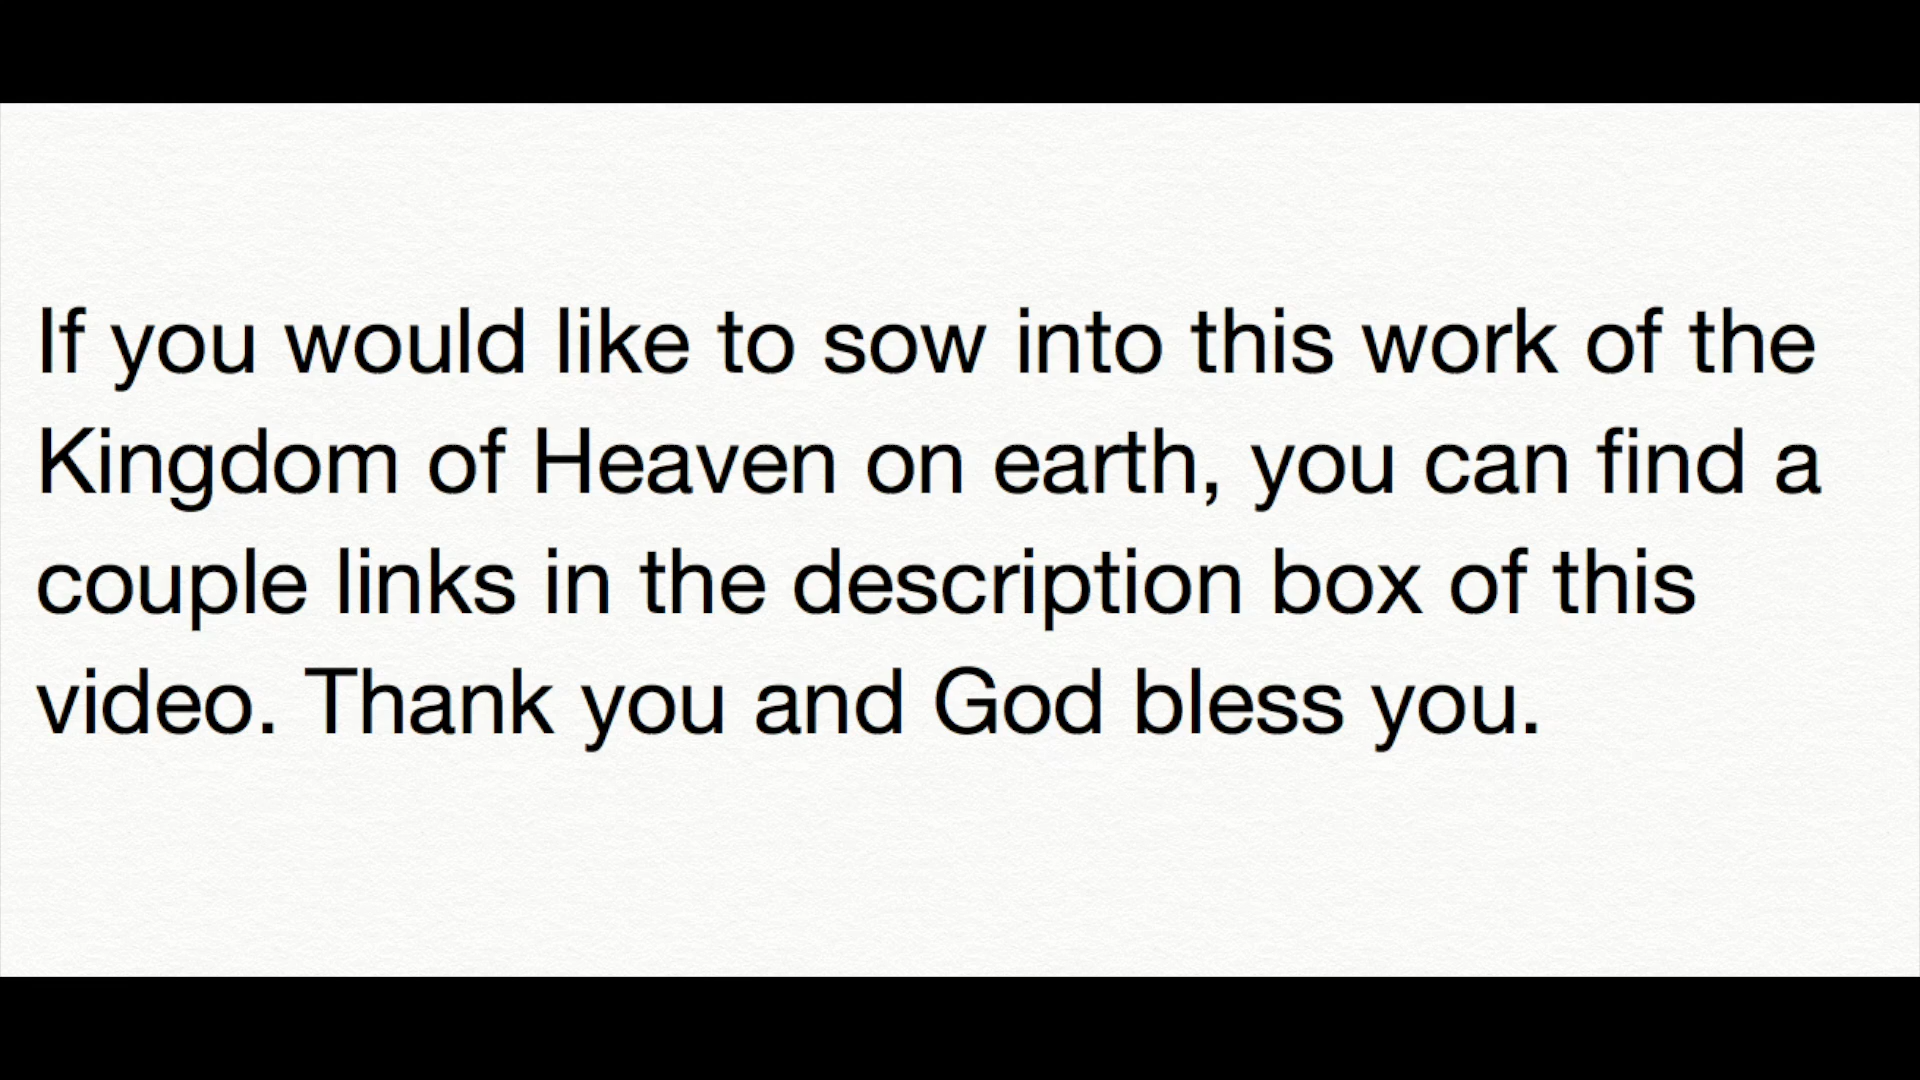 If you would like to sow into this work of the
Kingdom of Heaven on earth, you can find a
couple links in the description box of this
video. Thank you and God bless you.